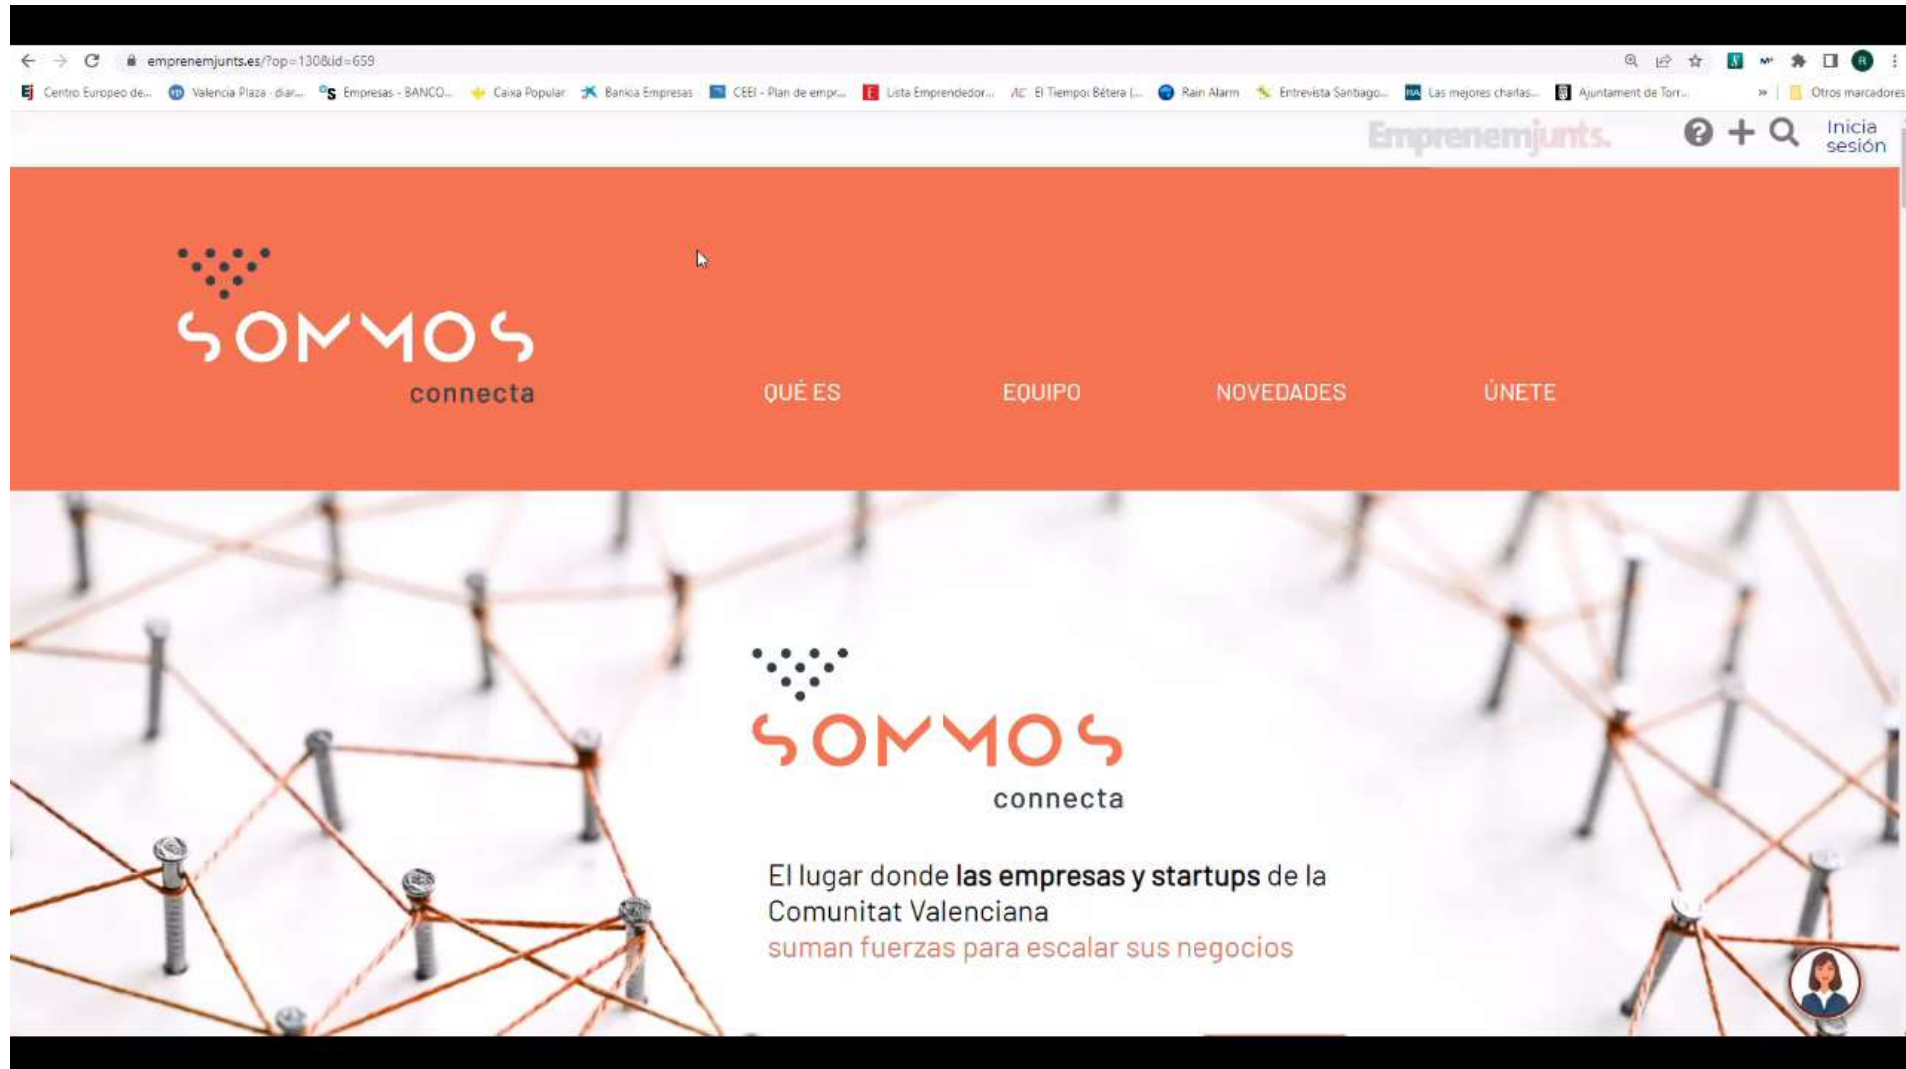 emprenemjunts.es/?op=130&id=659
Centro Europeo de... Valencia Plaza - diar... Empresas - BANCO... Caixa Popular Bankia Empresas CEEI - Plan de empr... Lista Emprendedor... El Tiempo: Bétera (... Rain Alarm Entrevista Santiago... Las mejores charlas... Ajuntament de Torr... » Otros marcadores
Emprenemjunts.
Inicia
sesión
SOMMOS
connecta
QUÉ ES
EQUIPO
NOVEDADES
ÚNETE
SOMMOS
connecta
El lugar donde las empresas y startups de la
Comunitat Valenciana
suman fuerzas para escalar sus negocios